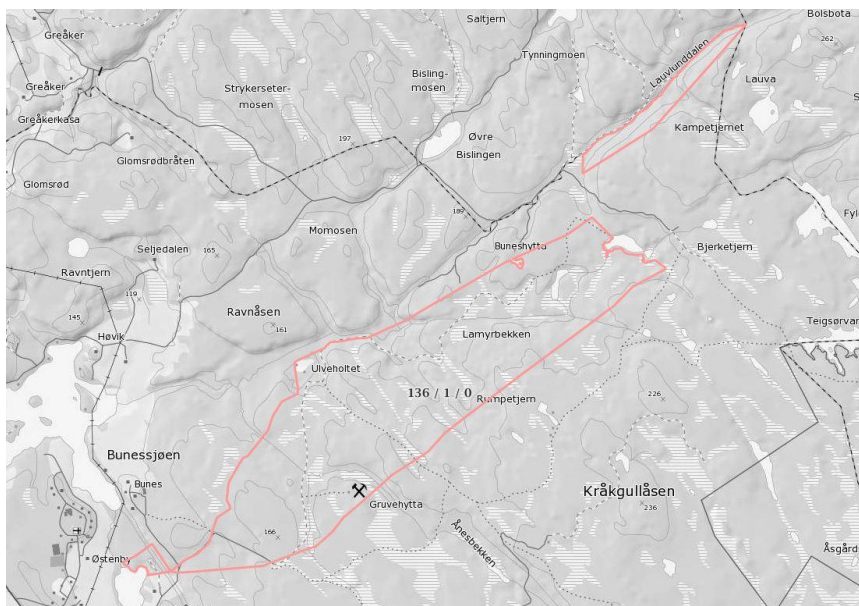 Bolsbota
Saltjern
Greåker
262
Tynningmoen
Lauvlunddalen
Bisling-
mosen
Lauva
Greåker
Strykerseter-
mosen
Greåkerkasa
Kampetjernet
197
Øvre
Bislingen
Glomsrødbråten
Glomsrød
189
Fyl
Momosen
Seljedalen
165
Buneshytta
Bjerketjern
Ravntjern
119
Ravnåsen
145
161
Teigsørvar
Høvik
Lamyrbekken
Ulveholtet
136 / 1 / 0
226
Rumpetjern
Bunessjøen
Bunes
Kråkgullåsen
Gruvehytta
236
166
Ånesbekken
Åsgårds
Østenby